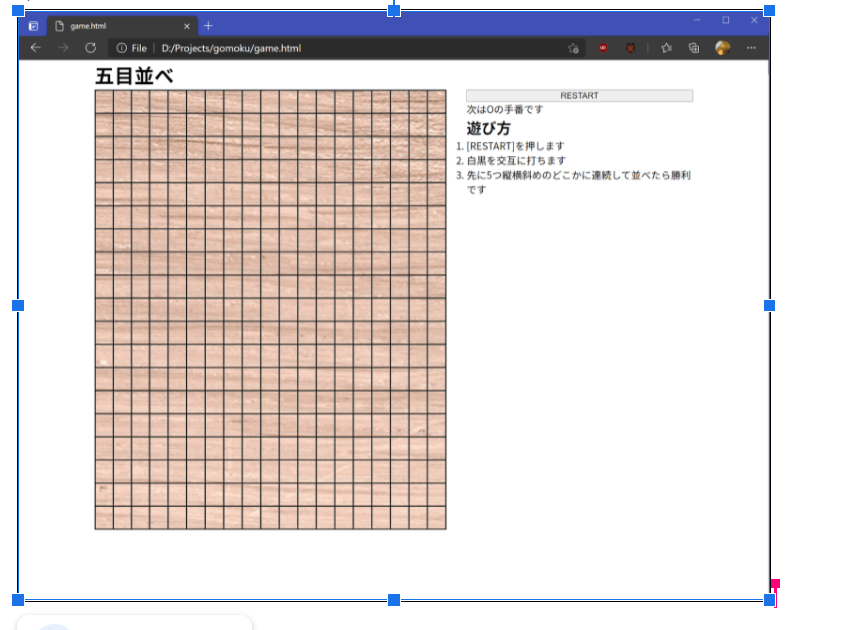 game.html
File
D:/Projects/gomoku/game.html
五目並べ
RESTART
次はOの手番です
遊び方
1. [RESTART]を押します
2. 白黒を交互に打ちます
3. 先に5つ縦横斜めのどこかに連続して並べたら勝利
です